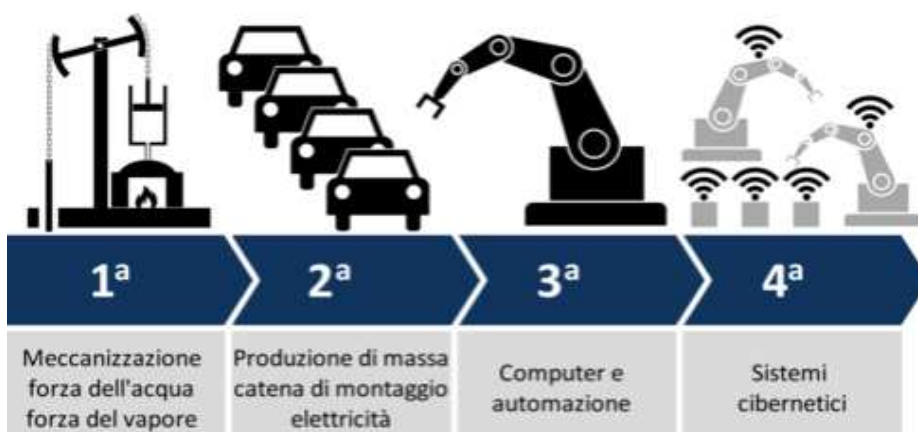 1ª
2ª
3ª
4ª
Meccanizzazione
forza dell'acqua
forza del vapore
Produzione di massa
catena di montaggio
elettricità
Computer e
automazione
Sistemi
cibernetici